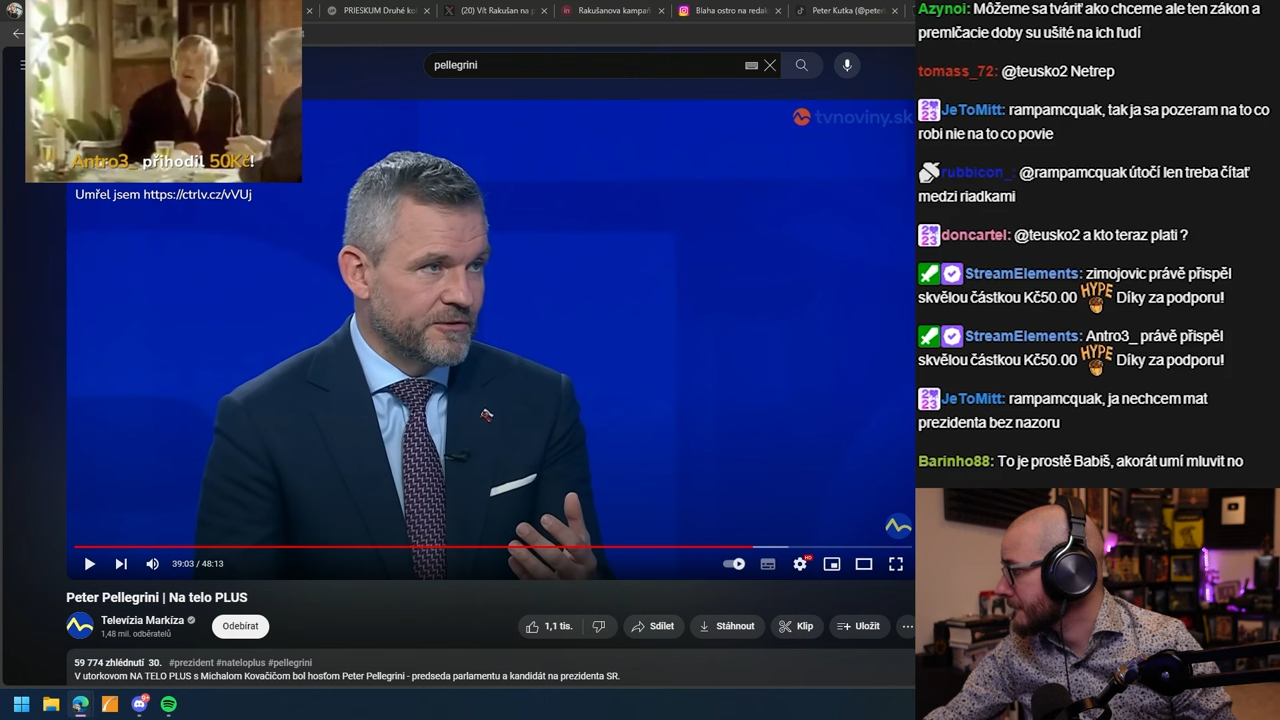 PRIESKUM Druhé kol
(20) Vít Rakušan na p
Rakušanova kampaň
Blaha ostro na redak
Peter Kutka (@peter
pellegrini
tvnoviny.sk
Antro3_ přihodil 50Kč!
Umřel jsem https://ctrlv.cz/vVUj
39:03 / 48:13
HD
Peter Pellegrini | Na telo PLUS
Televízia Markíza
1,48 mil. odběratelů
Odebírat
1,1 tis.
Sdílet
Stáhnout
Klip
Uložit
59 774 zhlédnutí 30. #prezident #nateloplus #pellegrini
V utorkovom NA TELO PLUS s Michalom Kovačičom bol hosťom Peter Pellegrini - predseda parlamentu a kandidát na prezidenta SR.
9+
Azynoi: Môžeme sa tváriť ako chceme ale ten zákon a
premlčacie doby su ušité na ich ľudí
tomass_72: @teusko2 Netrep
JeToMitt: rampamcquak, tak ja sa pozeram na to co
robi nie na to co povie
rubbicon_: @rampamcquak útočí len treba čítať
medzi riadkami
doncartel: @teusko2 a kto teraz plati ?
StreamElements: zimojovic právě přispěl
skvělou částkou Kč50.00 HYPE Díky za podporu!
StreamElements: Antro3_ právě přispěl
skvělou částkou Kč50.00 HYPE Díky za podporu!
JeToMitt: rampamcquak, ja nechcem mat
prezidenta bez nazoru
Barinho88: To je prostě Babiš, akorát umí mluvit no